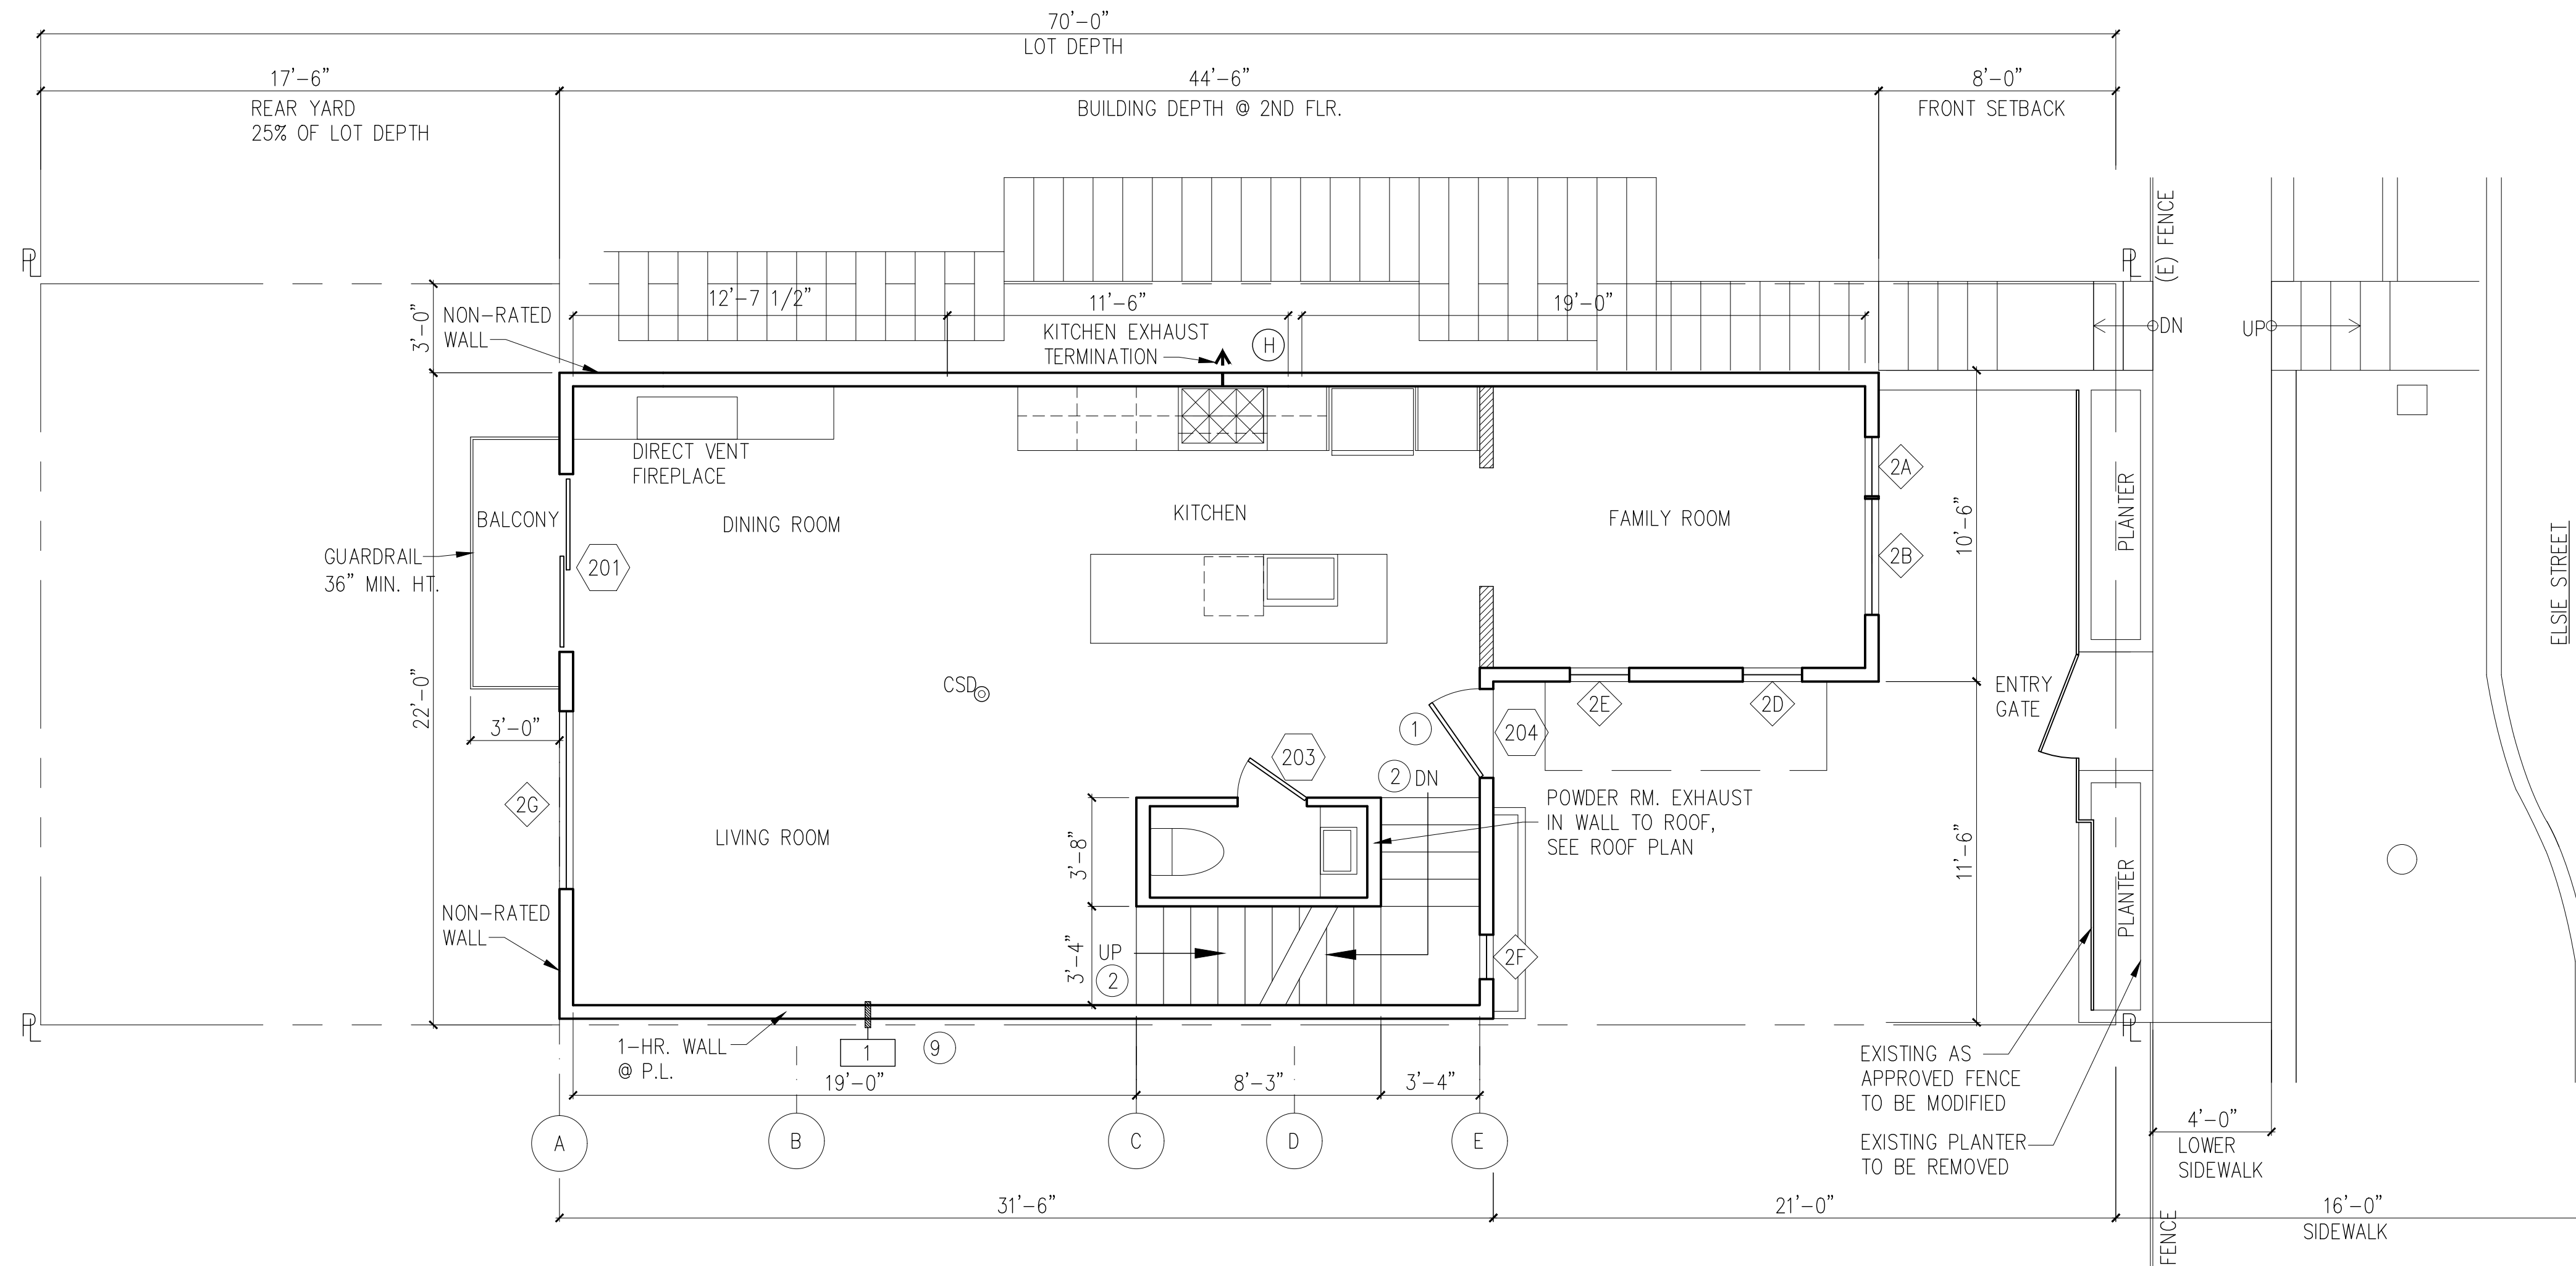 70'-0"
LOT DEPTH
17'-6"
44'-6"
8'-0"
REAR YARD
25% OF LOT DEPTH
BUILDING DEPTH @ 2ND FLR.
FRONT SETBACK
(E) FENCE
PL
PL
3'-0"
NON-RATED
WALL
12'-7 1/2"
11'-6"
19'-0"
KITCHEN EXHAUST
TERMINATION
H
DN
UP
DIRECT VENT
FIREPLACE
2A
BALCONY
DINING ROOM
KITCHEN
FAMILY ROOM
10'-6"
PLANTER
GUARDRAIL
36" MIN. HT.
201
2B
ELSIE STREET
22'-0"
CSD
3'-0"
1
204
2E
2D
ENTRY
GATE
203
2
DN
2G
LIVING ROOM
3'-8"
POWDER RM. EXHAUST
IN WALL TO ROOF,
SEE ROOF PLAN
11'-6"
PLANTER
NON-RATED
WALL
UP
2
3'-4"
2F
PL
PL
1-HR. WALL
@ P.L.
1
9
EXISTING AS
APPROVED FENCE
TO BE MODIFIED
19'-0"
8'-3"
3'-4"
A
B
C
D
E
EXISTING PLANTER
TO BE REMOVED
4'-0"
LOWER
SIDEWALK
31'-6"
21'-0"
16'-0"
SIDEWALK
FENCE